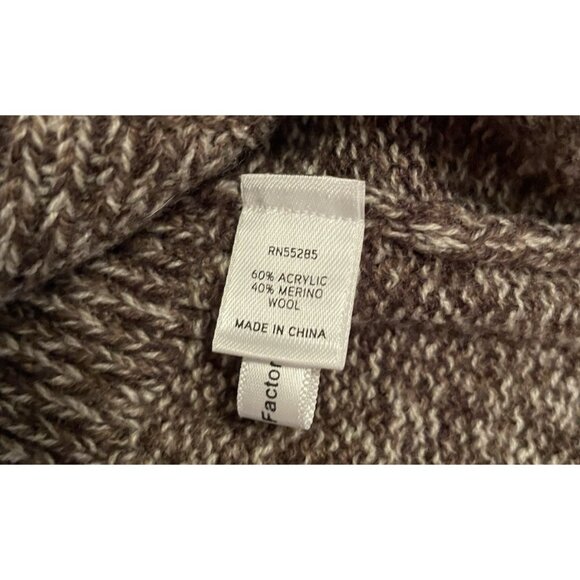 RN55285
60% ACRYLIC
40% MERINO
WOOL
MADE IN CHINA
Factor